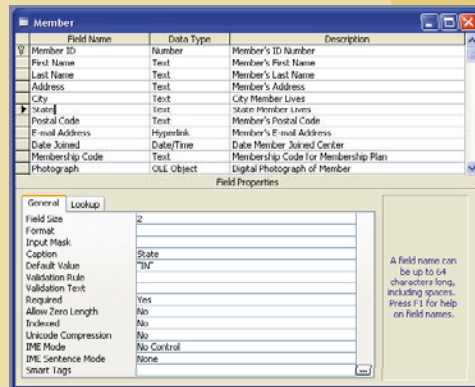 Member
Field Name Data Type Description
Member ID Number Member's ID Number
First Name Text Member's First Name
Last Name Text Member's Last Name
Address Text Member's Address
City Text City Member Lives
State Text State Member Lives
Postal Code Text Member's Postal Code
E-mail Address Hyperlink Member's E-mail Address
Date Joined Date/Time Date Member Joined Center
Membership Code Text Membership Code for Membership Plan
Photograph OLE Object Digital Photograph of Member
Field Properties
General Lookup
Field Size 2
Format
Input Mask
Caption State
Default Value "IN"
Validation Rule
Validation Text
Required Yes
Allow Zero Length No
Indexed No
Unicode Compression No
IME Mode No Control
IME Sentence Mode None
Smart Tags
A field name can
be up to 64
characters long,
including spaces.
Press F1 for help
on field names.